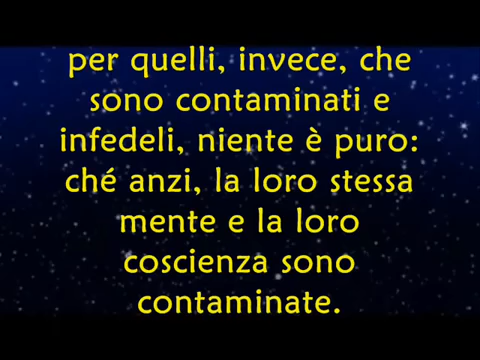 per quelli, invece, che
sono contaminati e
infedeli, niente è puro:
ché anzi, la loro stessa
mente e la loro
coscienza sono
contaminate.